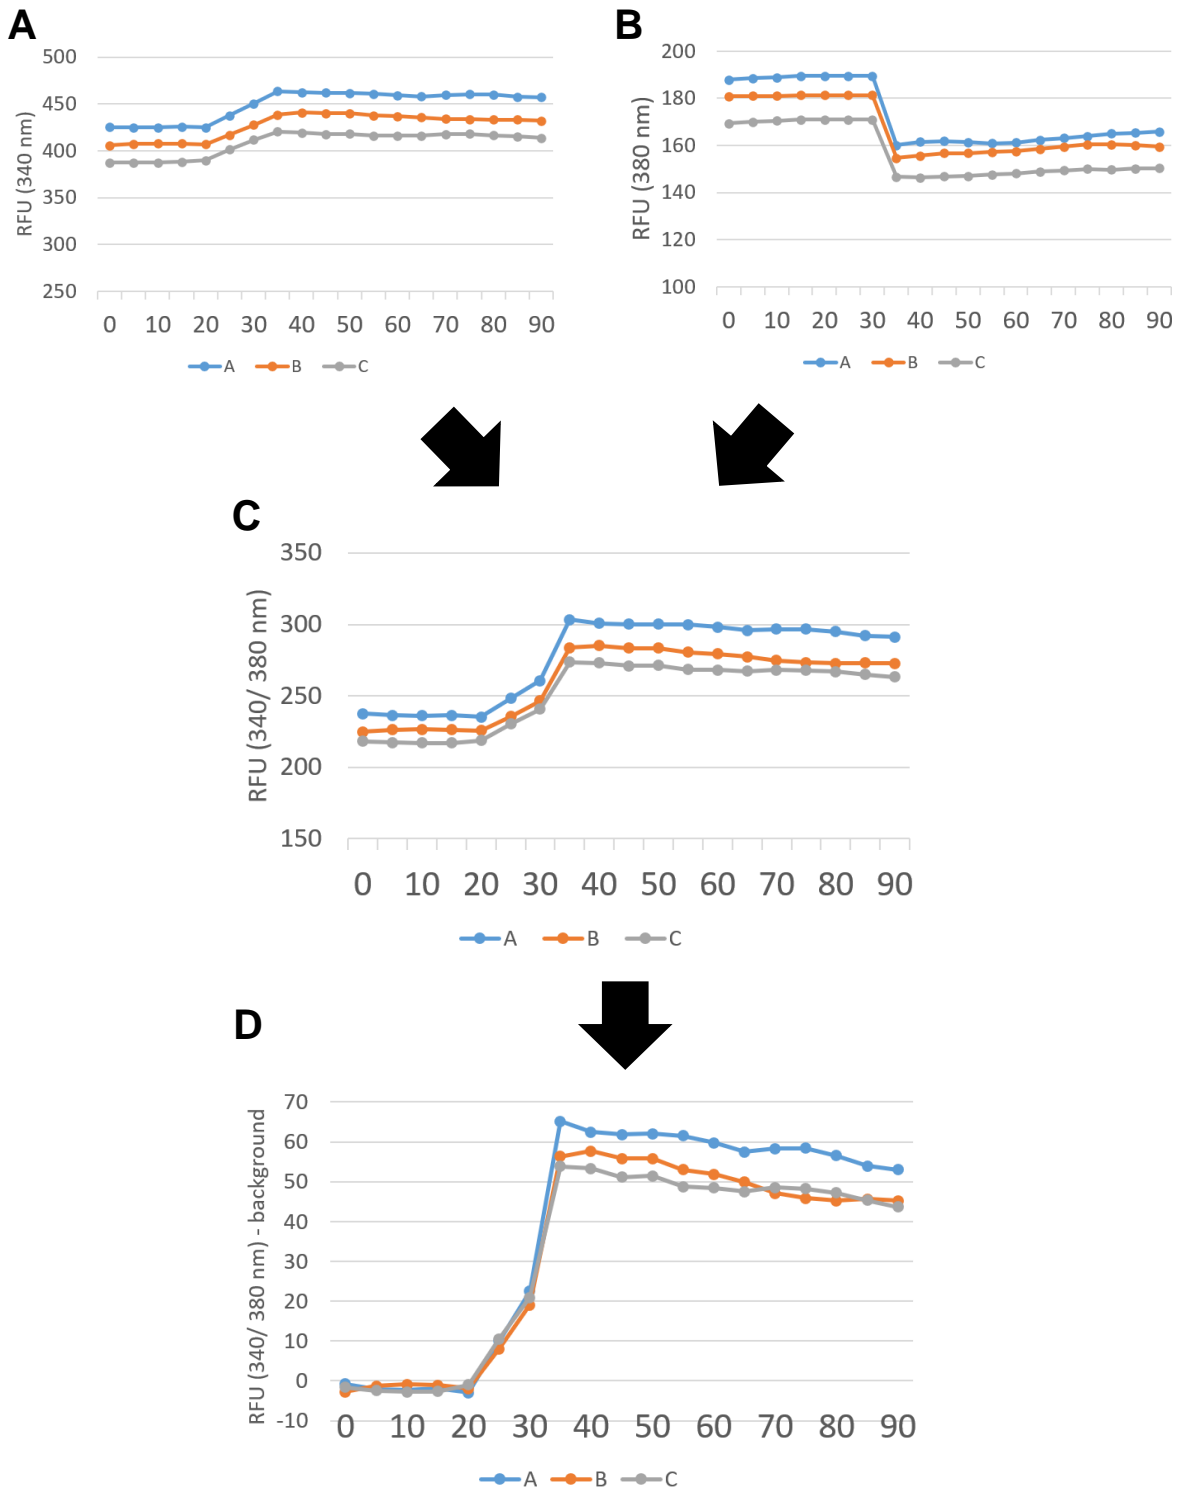 A
RFU (340 nm)
500
450
400
350
300
250
0 10 20 30 40 50 60 70 80 90
A B C
B
RFU (380 nm)
200
180
160
140
120
100
0 10 20 30 40 50 60 70 80 90
A B C
C
RFU (340/ 380 nm)
350
300
250
200
150
0 10 20 30 40 50 60 70 80 90
A B C
D
RFU (340/ 380 nm) - background
70
60
50
40
30
20
10
0
-10
0 10 20 30 40 50 60 70 80 90
A B C